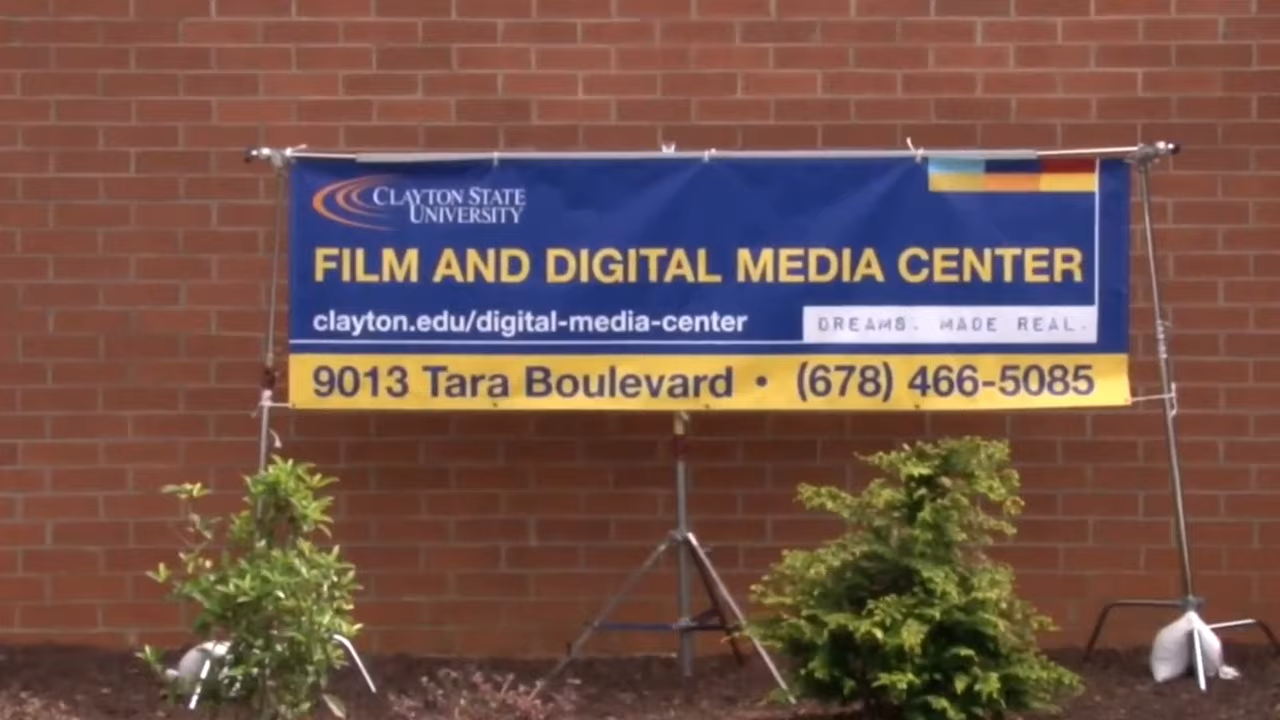 CLAYTON STATE
UNIVERSITY
FILM AND DIGITAL MEDIA CENTER
clayton.edu/digital-media-center
DREAMS. MADE REAL.
9013 Tara Boulevard • (678) 466-5085